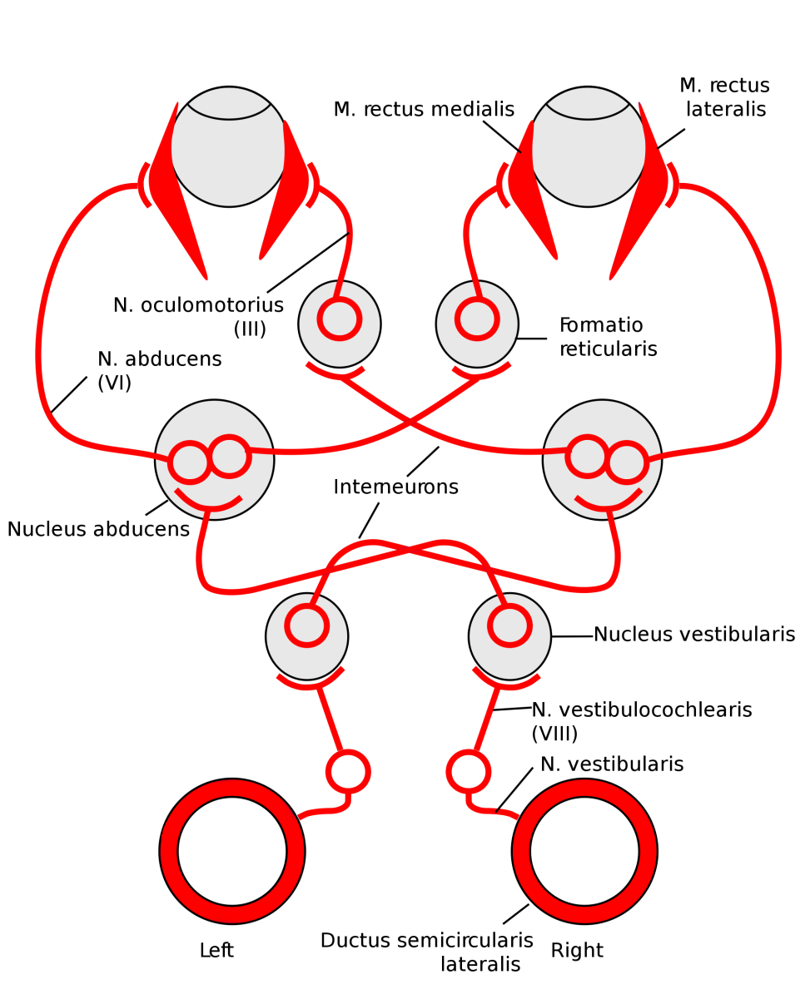 M. rectus
lateralis
M. rectus medialis
N. oculomotorius
(III)
Formatio
reticularis
N. abducens
(VI)
Interneurons
Nucleus abducens
Nucleus vestibularis
N. vestibulocochlearis
(VIII)
N. vestibularis
Ductus semicircularis
lateralis
Left
Right